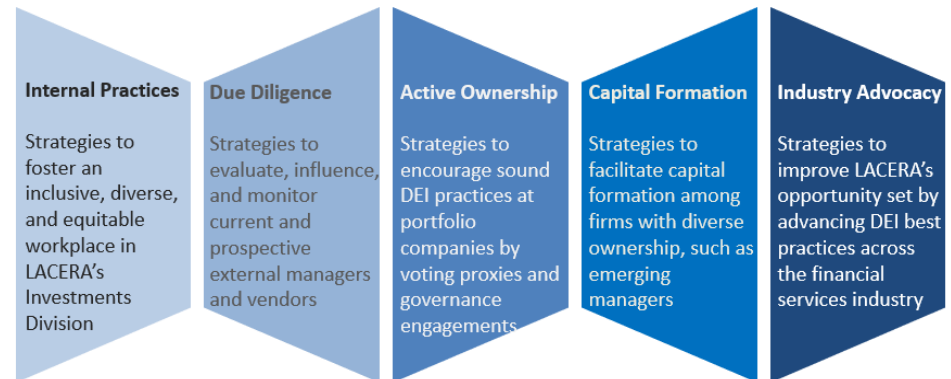 Internal Practices
Strategies to
foster an
inclusive, diverse,
and equitable
workplace in
LACERA’s
Investments
Division
Due Diligence
Strategies to
evaluate, influence,
and monitor
current and
prospective
external managers
and vendors
Active Ownership
Strategies to
encourage sound
DEI practices at
portfolio
companies by
voting proxies and
governance
engagements
Capital Formation
Strategies to
facilitate capital
formation among
firms with diverse
ownership, such as
emerging
managers
Industry Advocacy
Strategies to
improve LACERA’s
opportunity set by
advancing DEI best
practices across
the financial
services industry